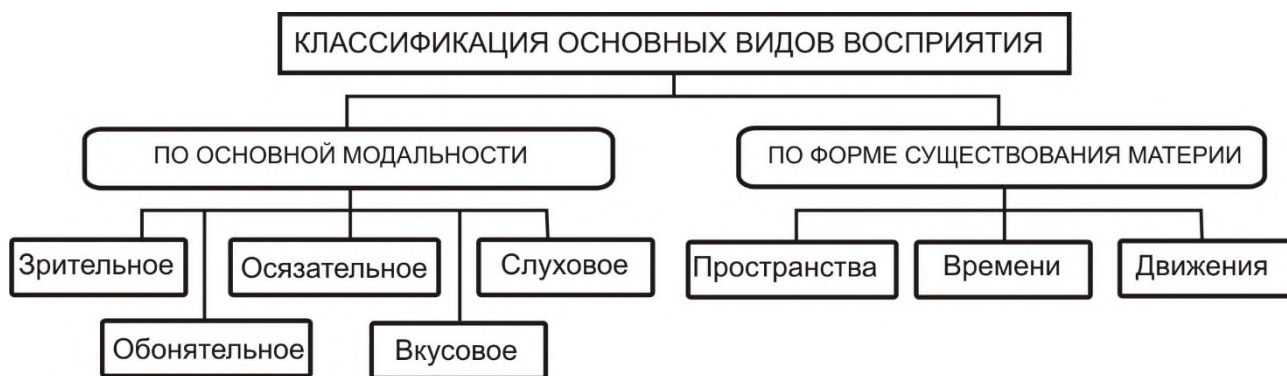 КЛАССИФИКАЦИЯ ОСНОВНЫХ ВИДОВ ВОСПРИЯТИЯ
ПО ОСНОВНОЙ МОДАЛЬНОСТИ
ПО ФОРМЕ СУЩЕСТВОВАНИЯ МАТЕРИИ
Зрительное
Осязательное
Слуховое
Обонятельное
Вкусовое
Пространства
Времени
Движения